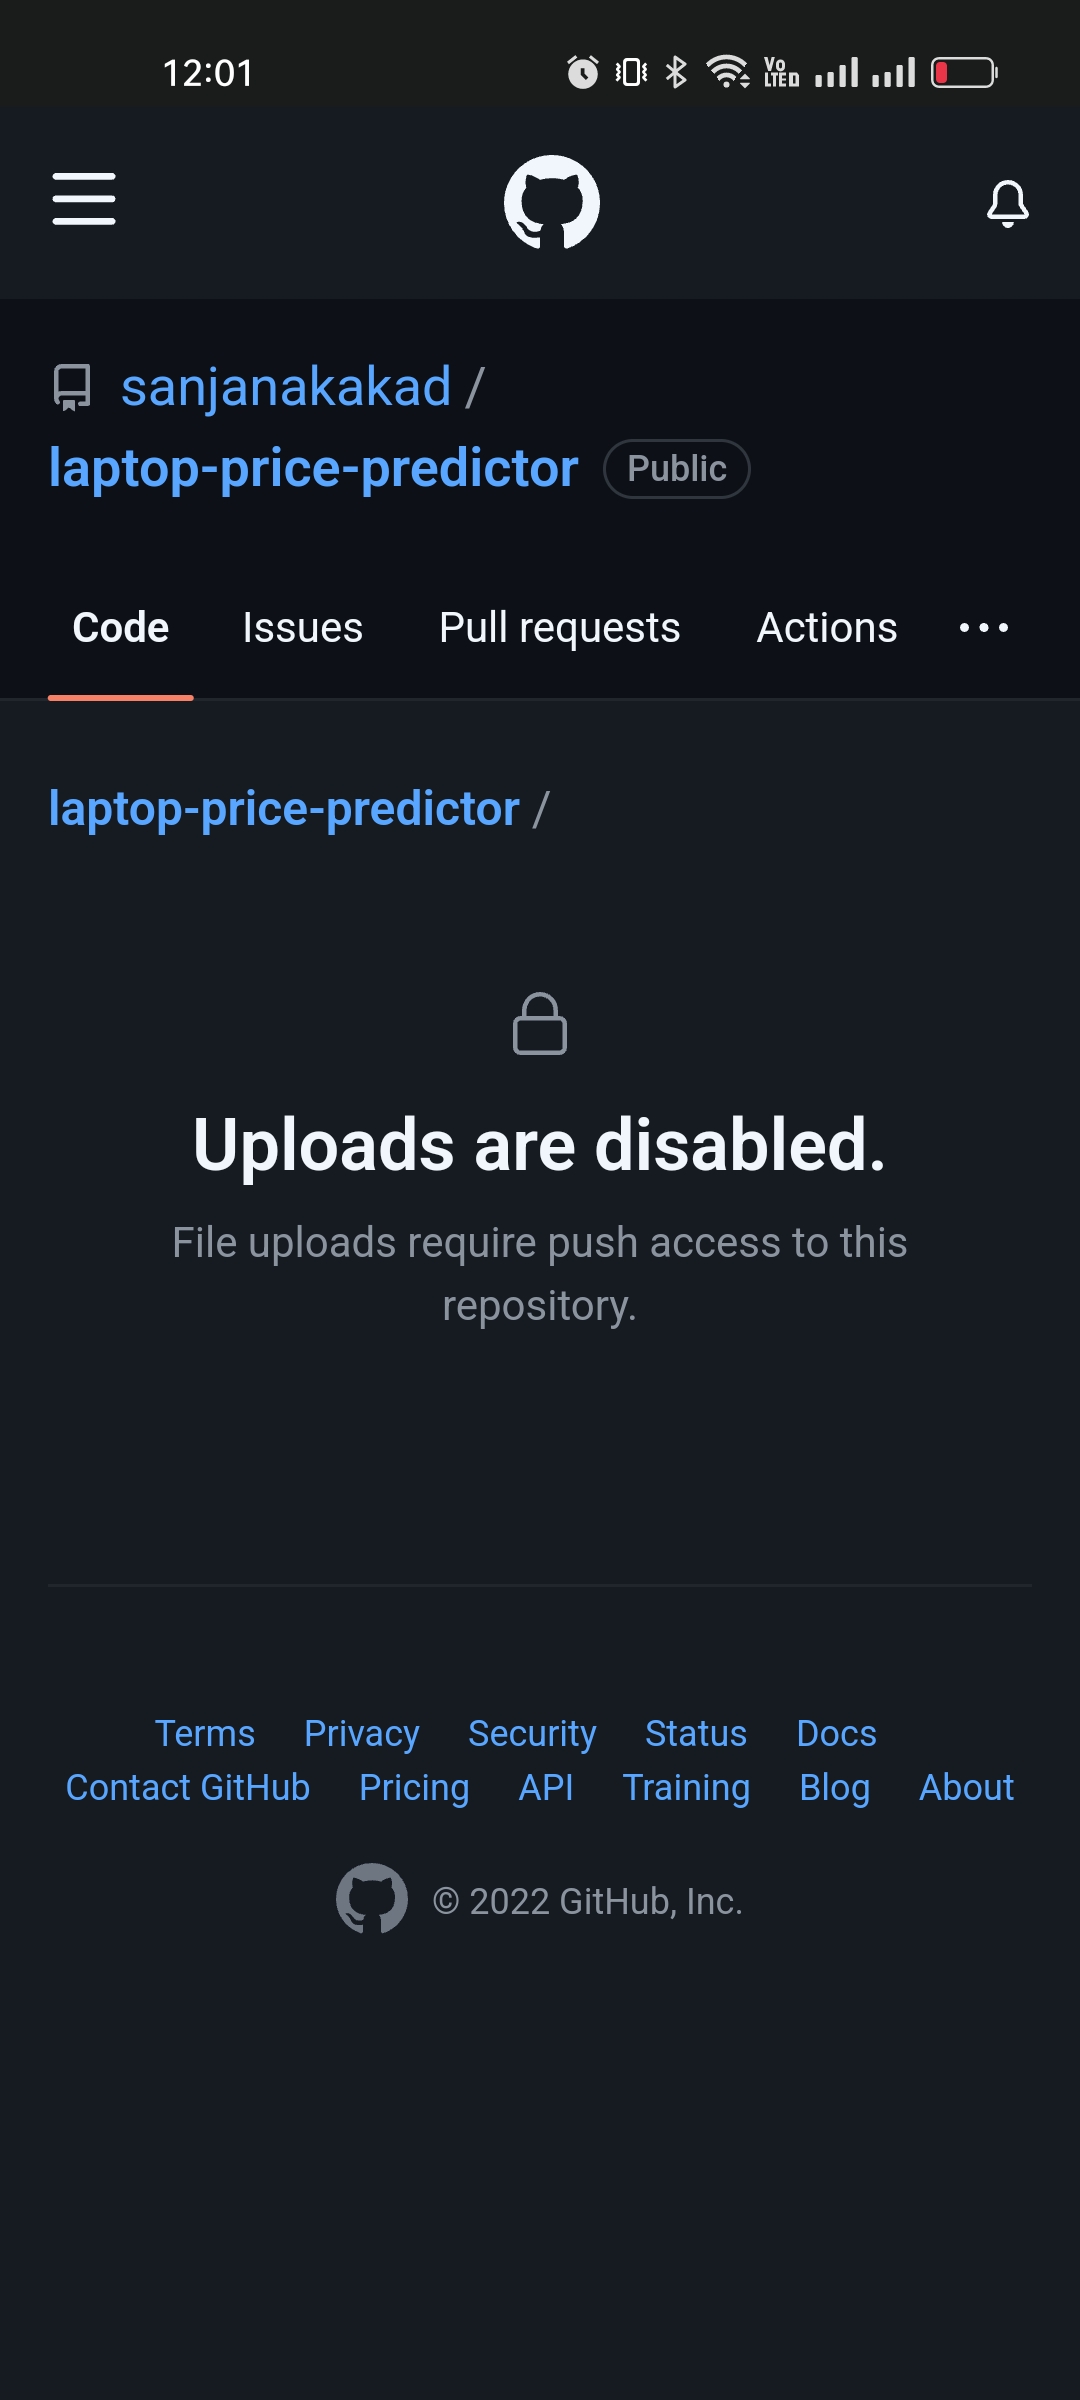 12:01
Vo
LTED
sanjanakakad /
laptop-price-predictor Public
Code Issues Pull requests Actions
laptop-price-predictor /
Uploads are disabled.
File uploads require push access to this
repository.
Terms Privacy Security Status Docs
Contact GitHub Pricing API Training Blog About
© 2022 GitHub, Inc.